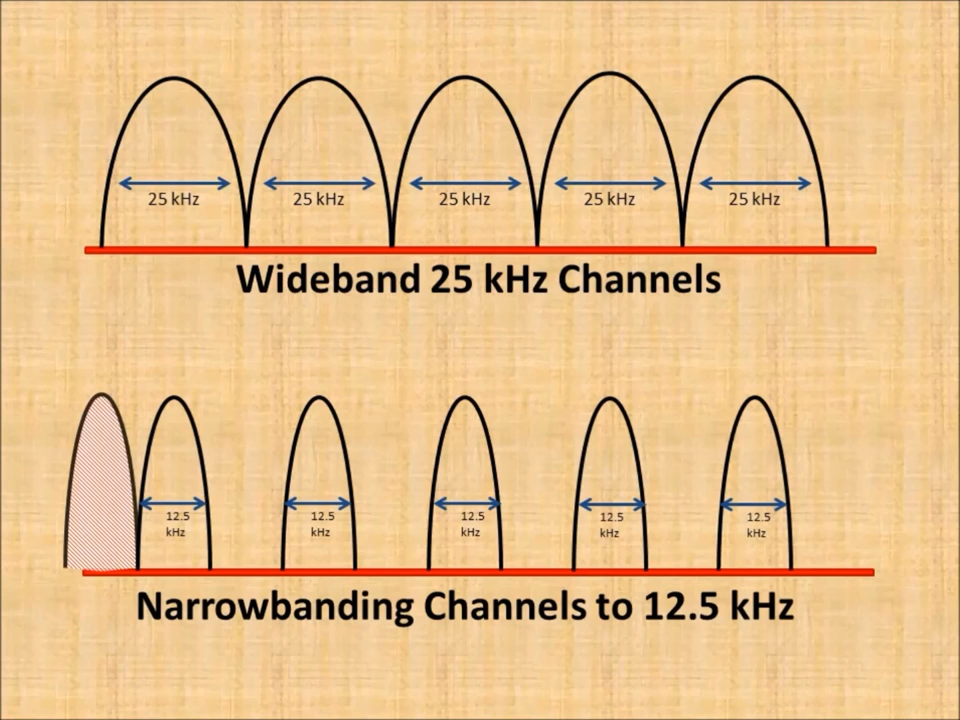 25 kHz 25 kHz 25 kHz 25 kHz 25 kHz
Wideband 25 kHz Channels
12.5 12.5 12.5 12.5 12.5
kHz kHz kHz kHz kHz
Narrowbanding Channels to 12.5 kHz